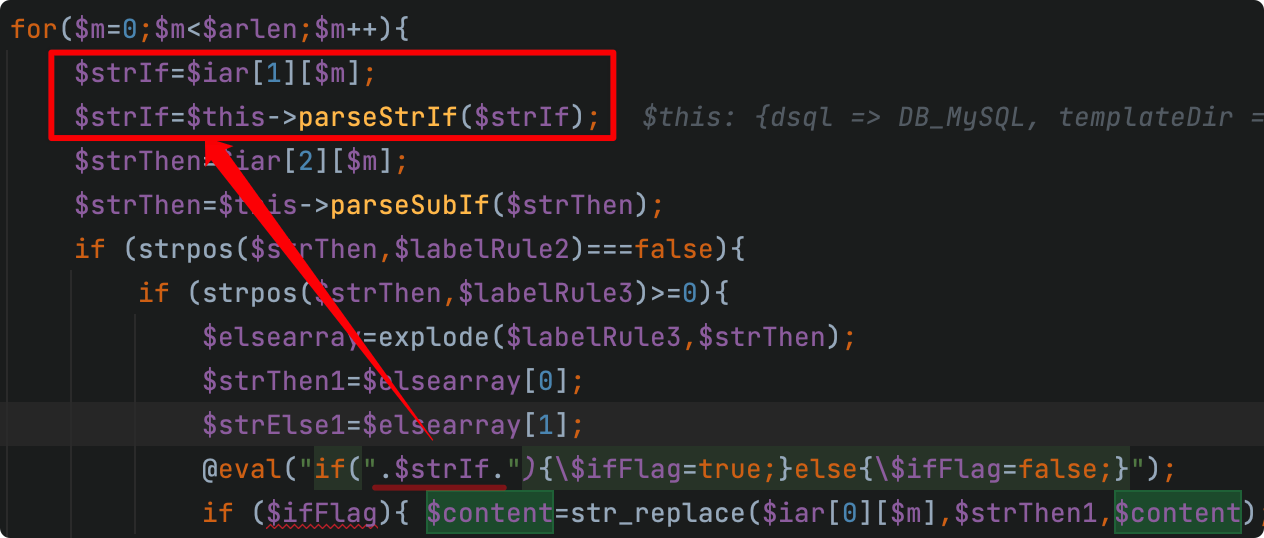 for($m=0;$m<$arlen;$m++){
$strIf=$iar[1][$m];
$strIf=$this->parseStrIf($strIf); $this: {dsql => DB_MySQL, templateDir =
$strThen=$iar[2][$m];
$strThen=$this->parseSubIf($strThen);
if (strpos($strThen,$labelRule2)===false){
if (strpos($strThen,$labelRule3)>=0){
$elsearray=explode($labelRule3,$strThen);
$strThen1=$elsearray[0];
$strElse1=$elsearray[1];
@eval("if(".$strIf."){\$ifFlag=true;}else{\$ifFlag=false;}");
if ($ifFlag){ $content=str_replace($iar[0][$m],$strThen1,$content);